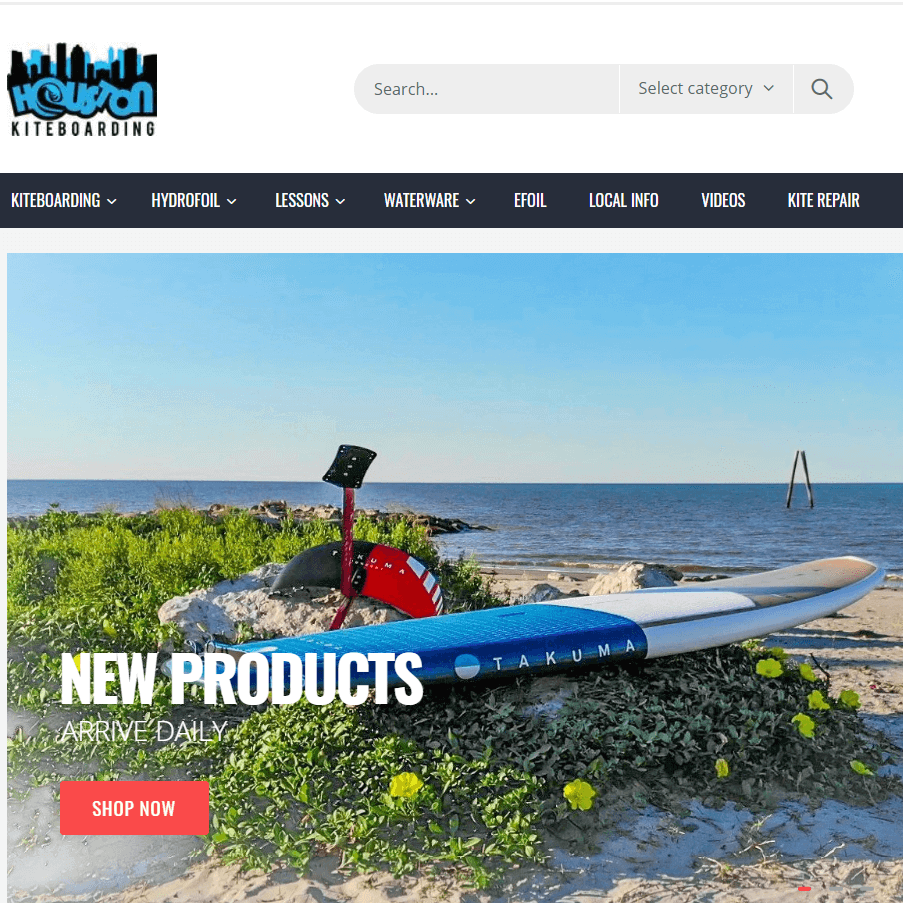 HOUSTON
KITEBOARDING
Search...
Select category
KITEBOARDING
HYDROFOIL
LESSONS
WATERWARE
EFOIL
LOCAL INFO
VIDEOS
KITE REPAIR
TAKUMA
TAKUMA
NEW PRODUCTS
ARRIVE DAILY
SHOP NOW